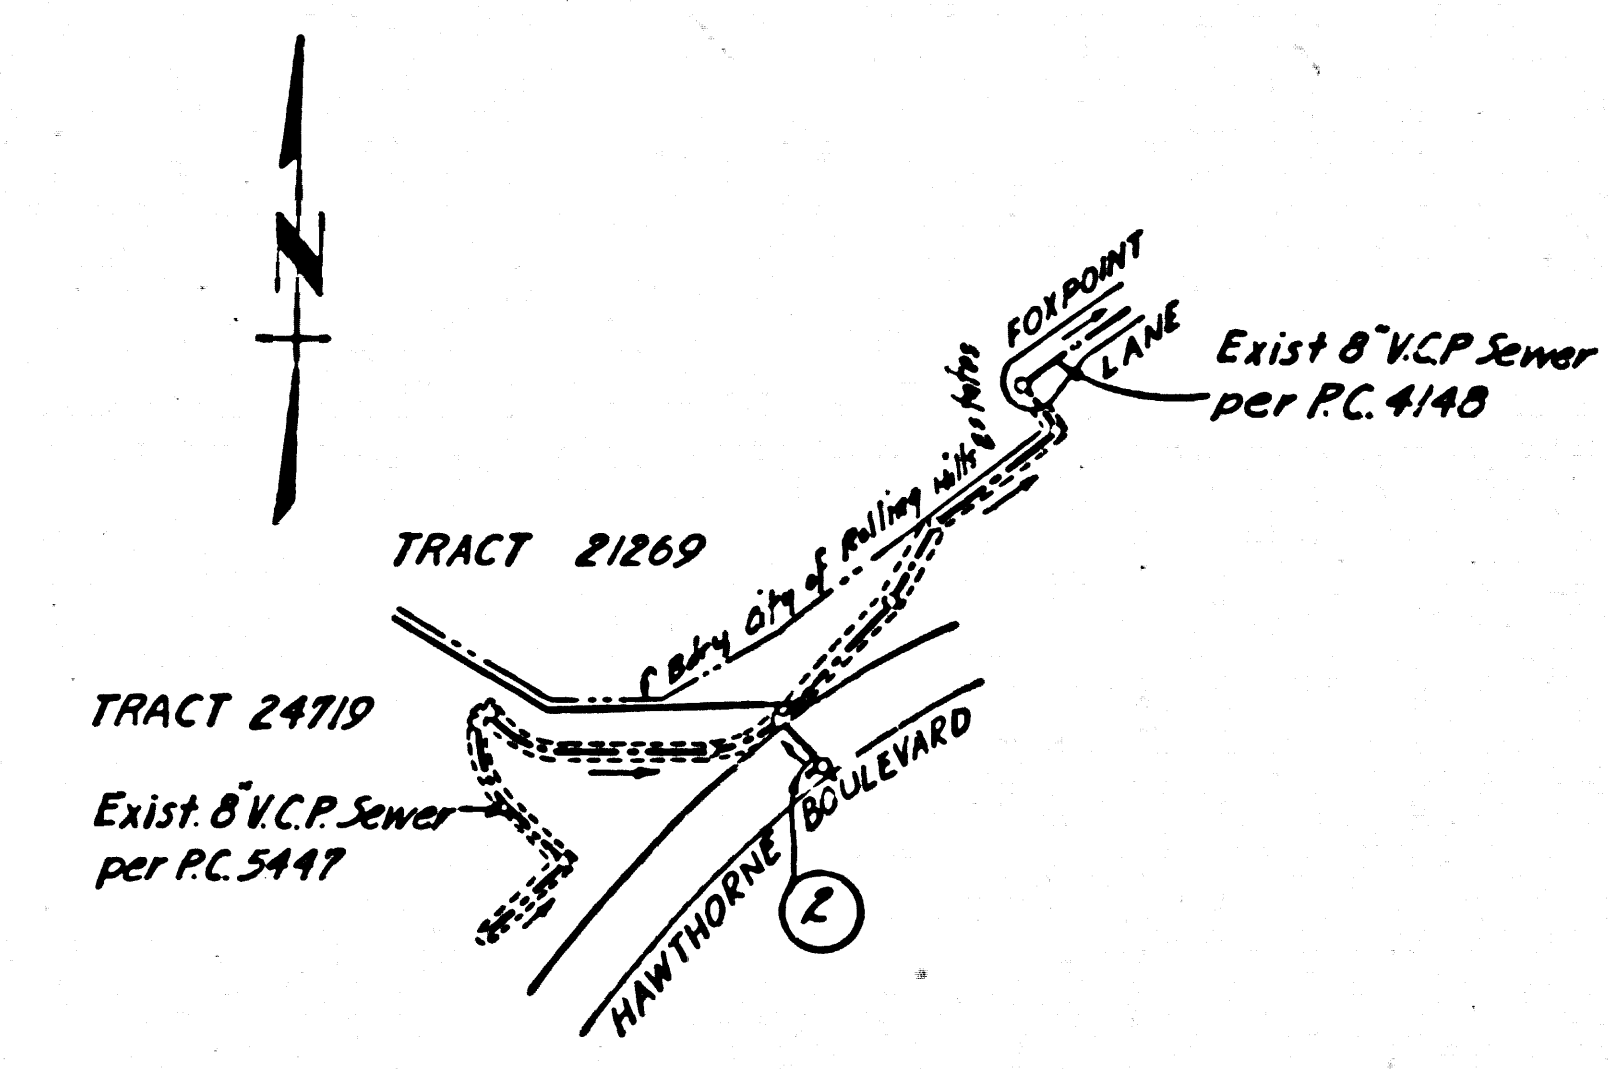 N
FOXPOINT
LANE
Exist 8" V.C.P Sewer
per P.C. 4148
TRACT 21269
Bdry City of Rolling Hills Estates
TRACT 24719
Exist. 8" V.C.P. Sewer
per P.C. 5447
HAWTHORNE BOULEVARD
2